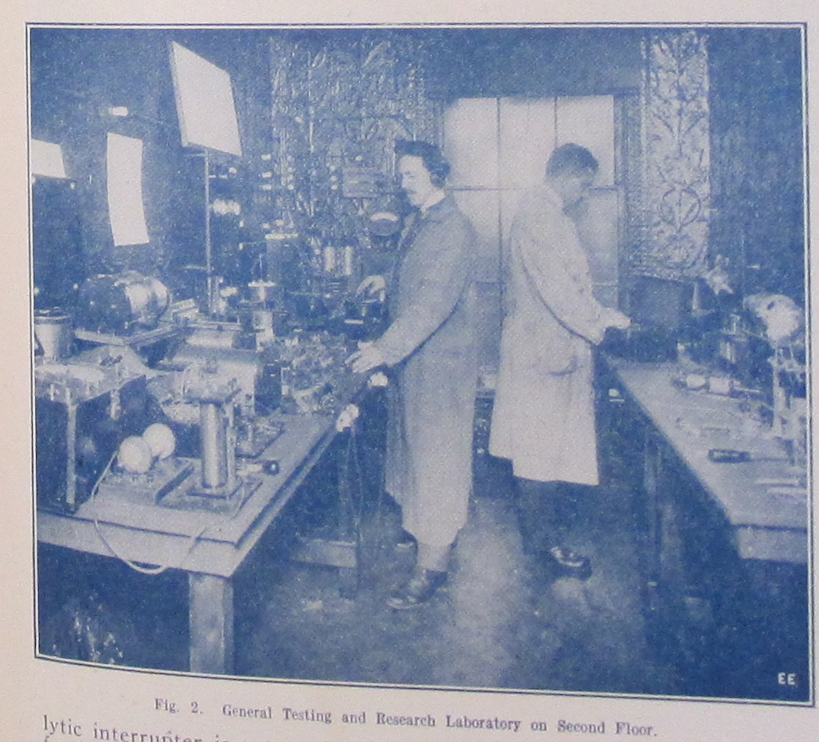 EE
Fig. 2. General Testing and Research Laboratory on Second Floor.
lytic interrupter